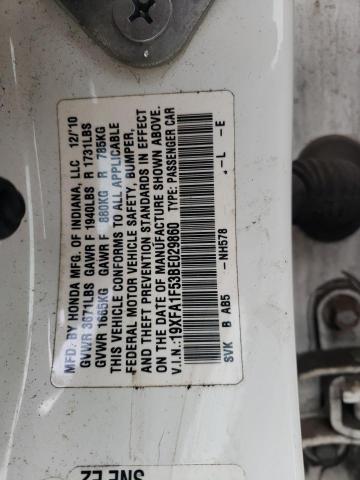 MFD. BY HONDA MFG. OF INDIANA, LLC 12/'10
GVWR 3671LBS GAWR F 1940LBS R 1731LBS
GVWR 1665KG GAWR F 880KG R 785KG
THIS VEHICLE CONFORMS TO ALL APPLICABLE
FEDERAL MOTOR VEHICLE SAFETY, BUMPER,
AND THEFT PREVENTION STANDARDS IN EFFECT
ON THE DATE OF MANUFACTURE SHOWN ABOVE.
V.I.N.:19XFA1F53BE029860 TYPE: PASSENGER CAR
SVK B AB5 -NH578 -L -E